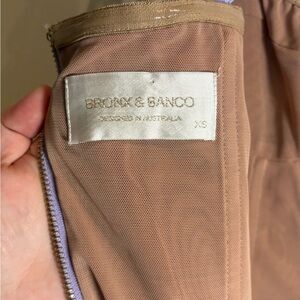 BRONX & BANCO
DESIGNED IN AUSTRALIA
XS